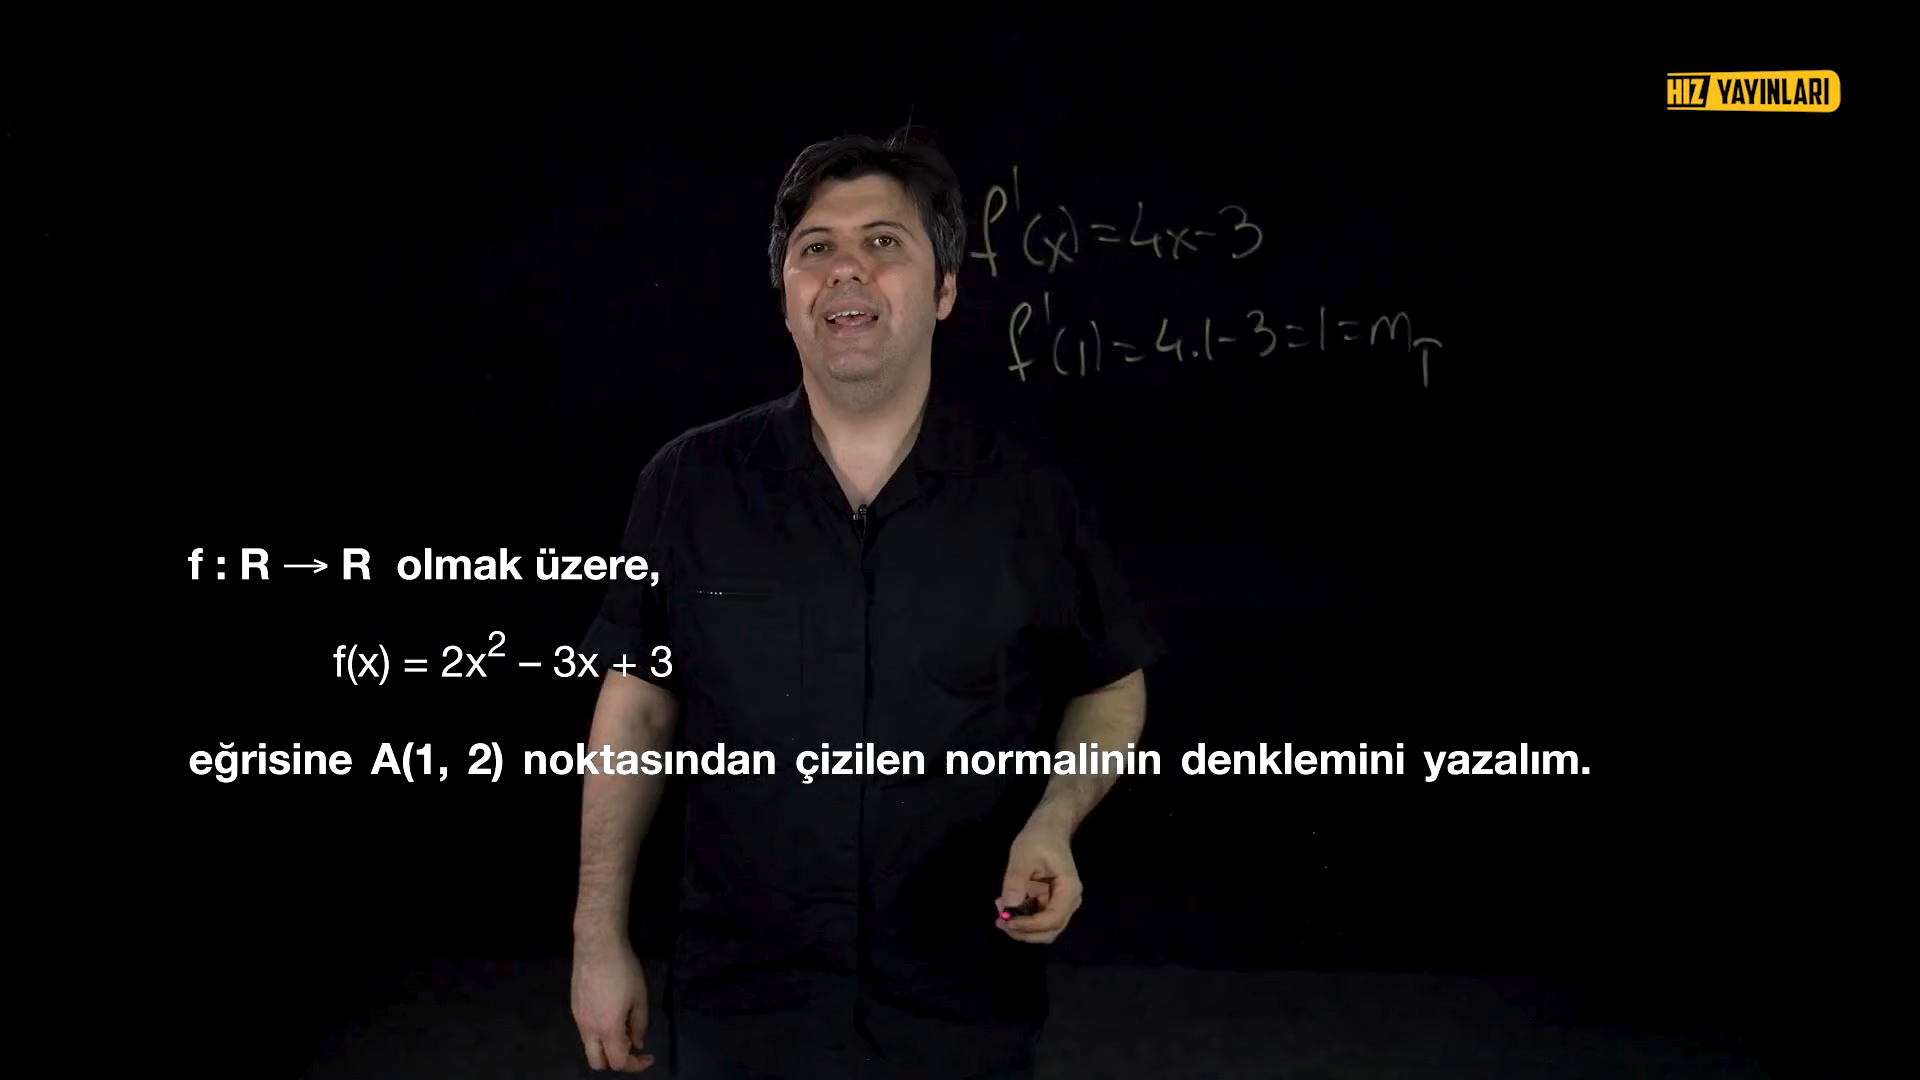 HIZ YAYINLARI
f'(x)=4x-3
f'(1)=4.1-3=1=m_T
f : R → R olmak üzere,
f(x) = 2x² – 3x + 3
eğrisine A(1, 2) noktasından çizilen normalinin denklemini yazalım.